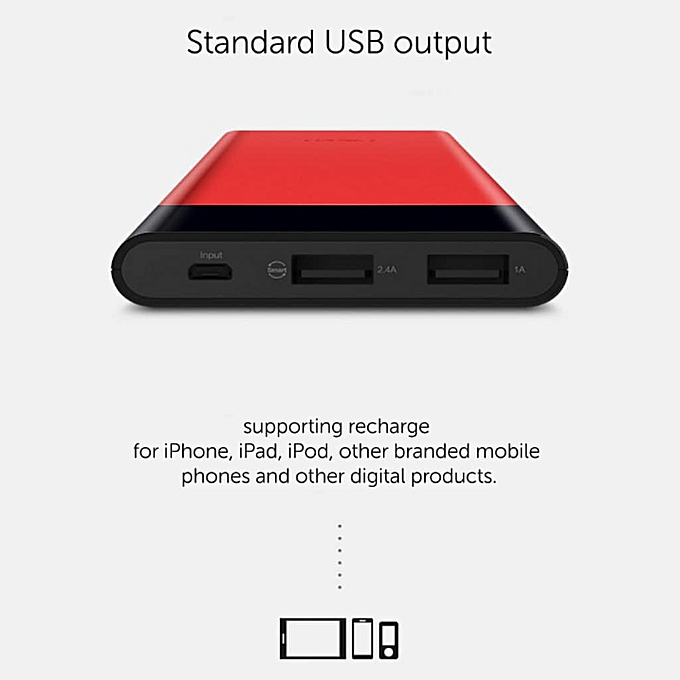 Standard USB output
Input
Smart
2.4A
1A
supporting recharge
for iPhone, iPad, iPod, other branded mobile
phones and other digital products.